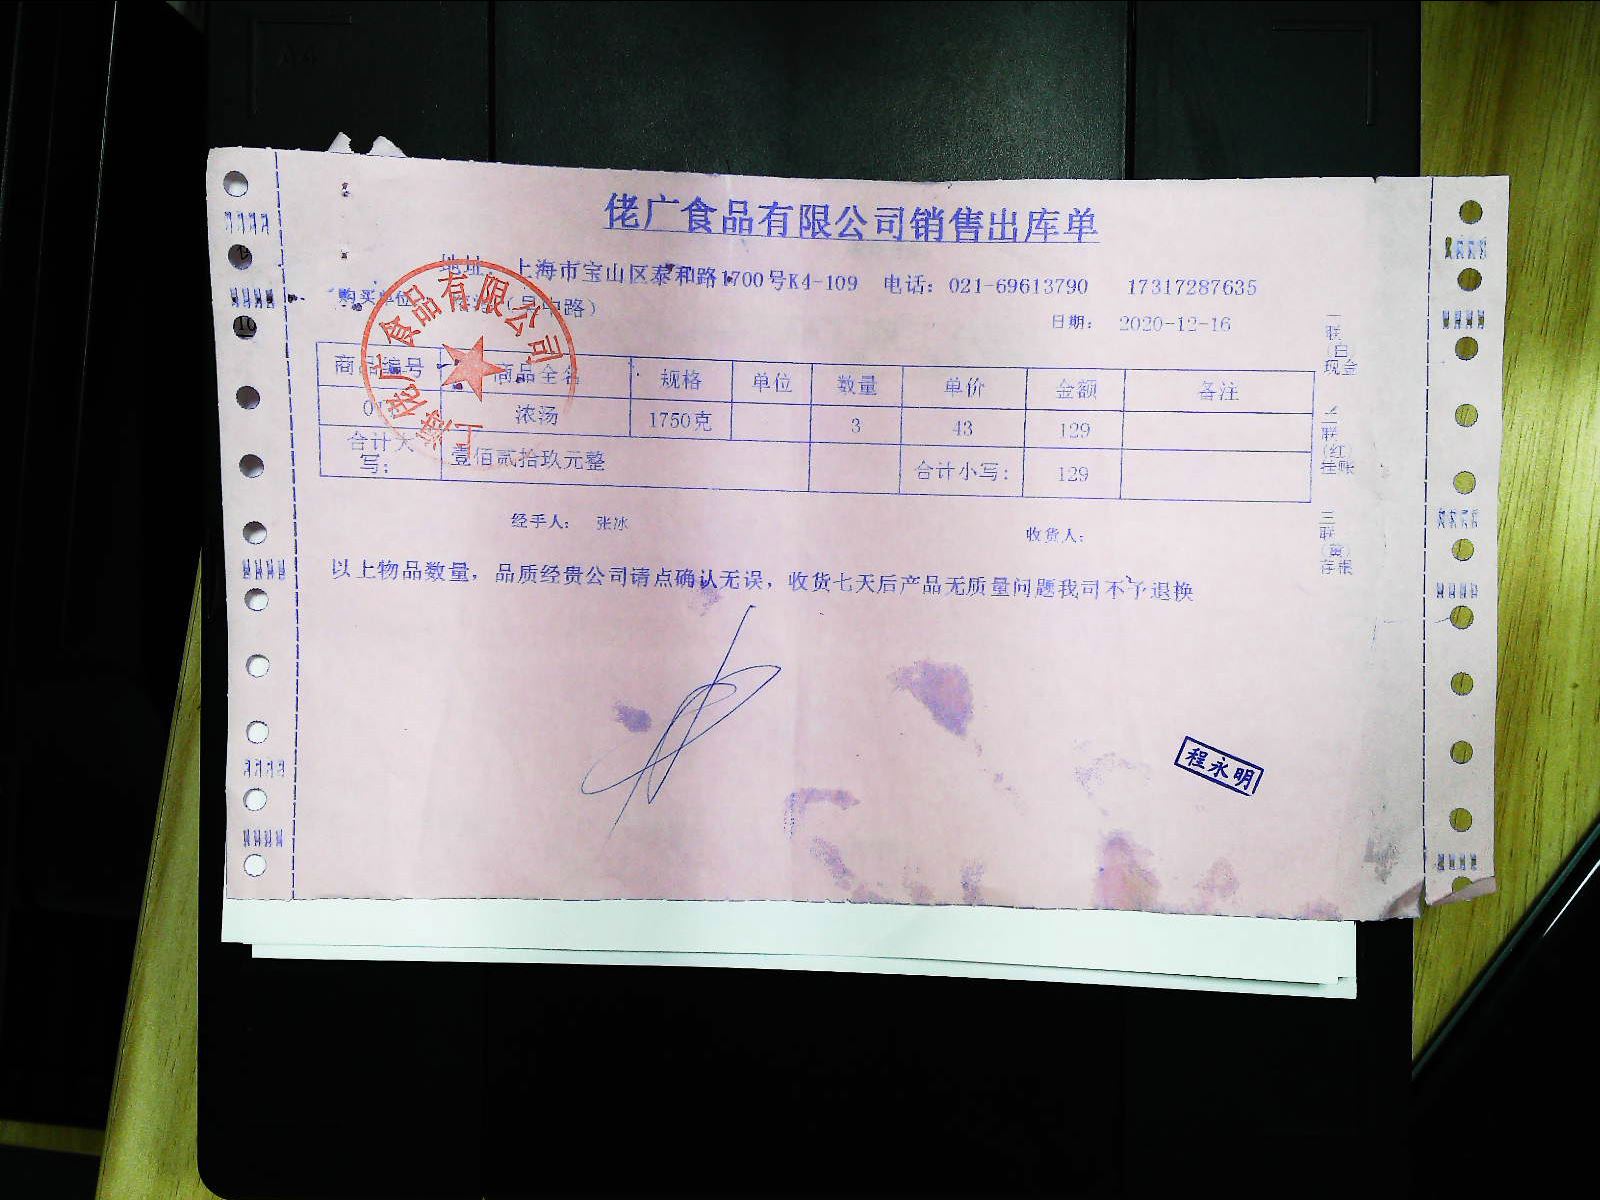 佬广食品有限公司销售出库单
地址: 上海市宝山区泰和路1700号K4-109 电话: 021-69613790 17317287635
购买单位 (吴中路)
日期: 2020-12-16
商品编号 商品全名 规格 单位 数量 单价 金额 备注
浓汤 1750克 3 43 129
合计大写: 壹佰贰拾玖元整 合计小写: 129
经手人: 张冰 收货人:
以上物品数量, 品质经贵公司请点确认无误, 收货七天后产品无质量问题我司不予退换
一联(白)现金
二联(红)挂账
三联(黄)存根
上海佬广食品有限公司
程永明